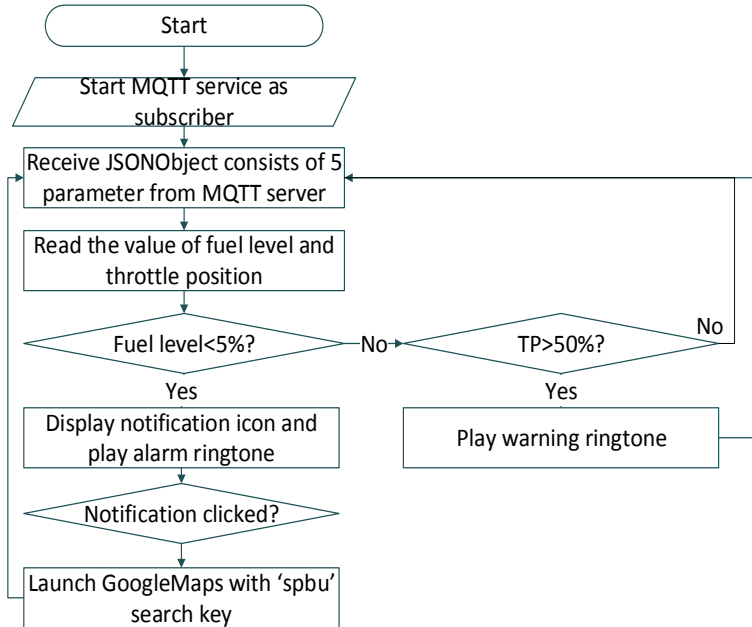 Start
Start MQTT service as
subscriber
Receive JSONObject consists of 5
parameter from MQTT server
Read the value of fuel level and
throttle position
Fuel level<5%?
No
TP>50%?
No
Yes
Yes
Display notification icon and
play alarm ringtone
Play warning ringtone
Notification clicked?
Launch GoogleMaps with ‘spbu’
search key